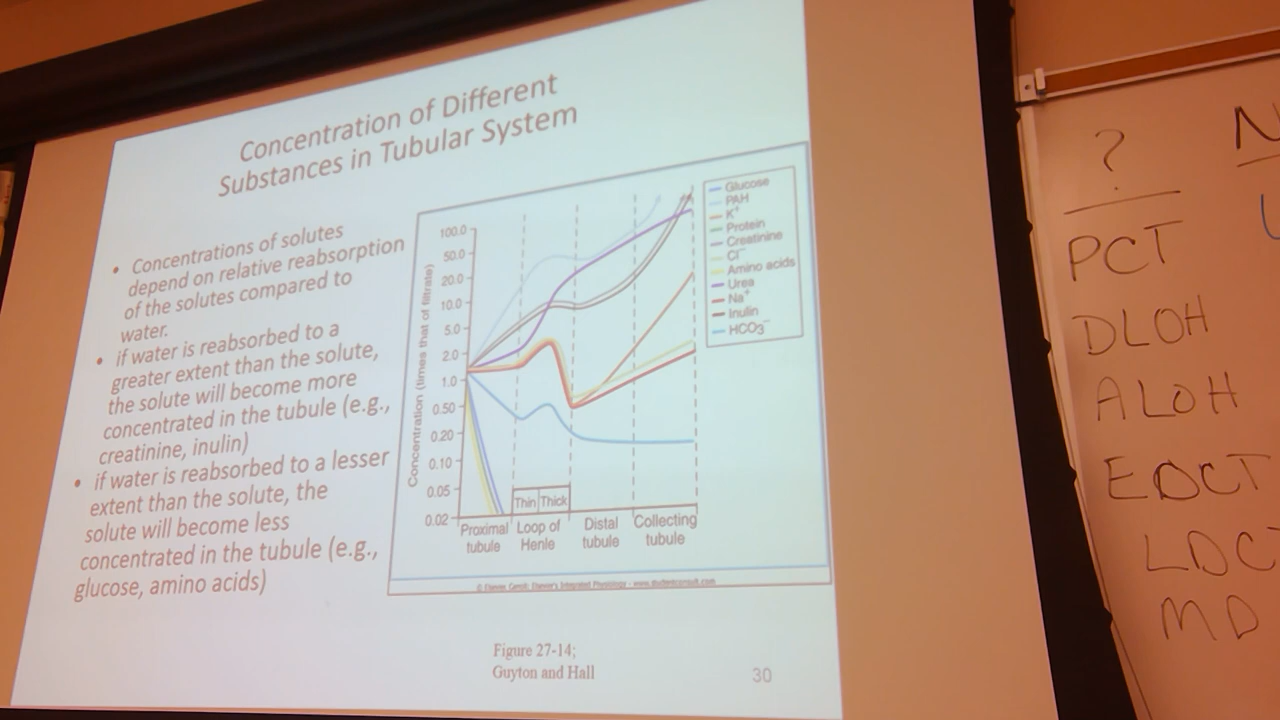 Concentration of Different
Substances in Tubular System
• Concentrations of solutes
depend on relative reabsorption
of the solutes compared to
water.
• if water is reabsorbed to a
greater extent than the solute,
the solute will become more
concentrated in the tubule (e.g.,
creatinine, inulin)
• if water is reabsorbed to a lesser
extent than the solute, the
solute will become less
concentrated in the tubule (e.g.,
glucose, amino acids)
Concentration (times that of filtrate)
100.0
50.0
20.0
10.0
5.0
2.0
1.0
0.50
0.20
0.10
0.05
0.02
Thin Thick
Proximal
tubule
Loop of
Henle
Distal
tubule
Collecting
tubule
Glucose
PAH
K⁺
Protein
Creatinine
Cl⁻
Amino acids
Urea
Na⁺
Inulin
HCO₃⁻
www.studentconsult.com
Figure 27-14;
Guyton and Hall
30
?
N
PCT
DLOH
ALOH
EDCT
LDC
MD